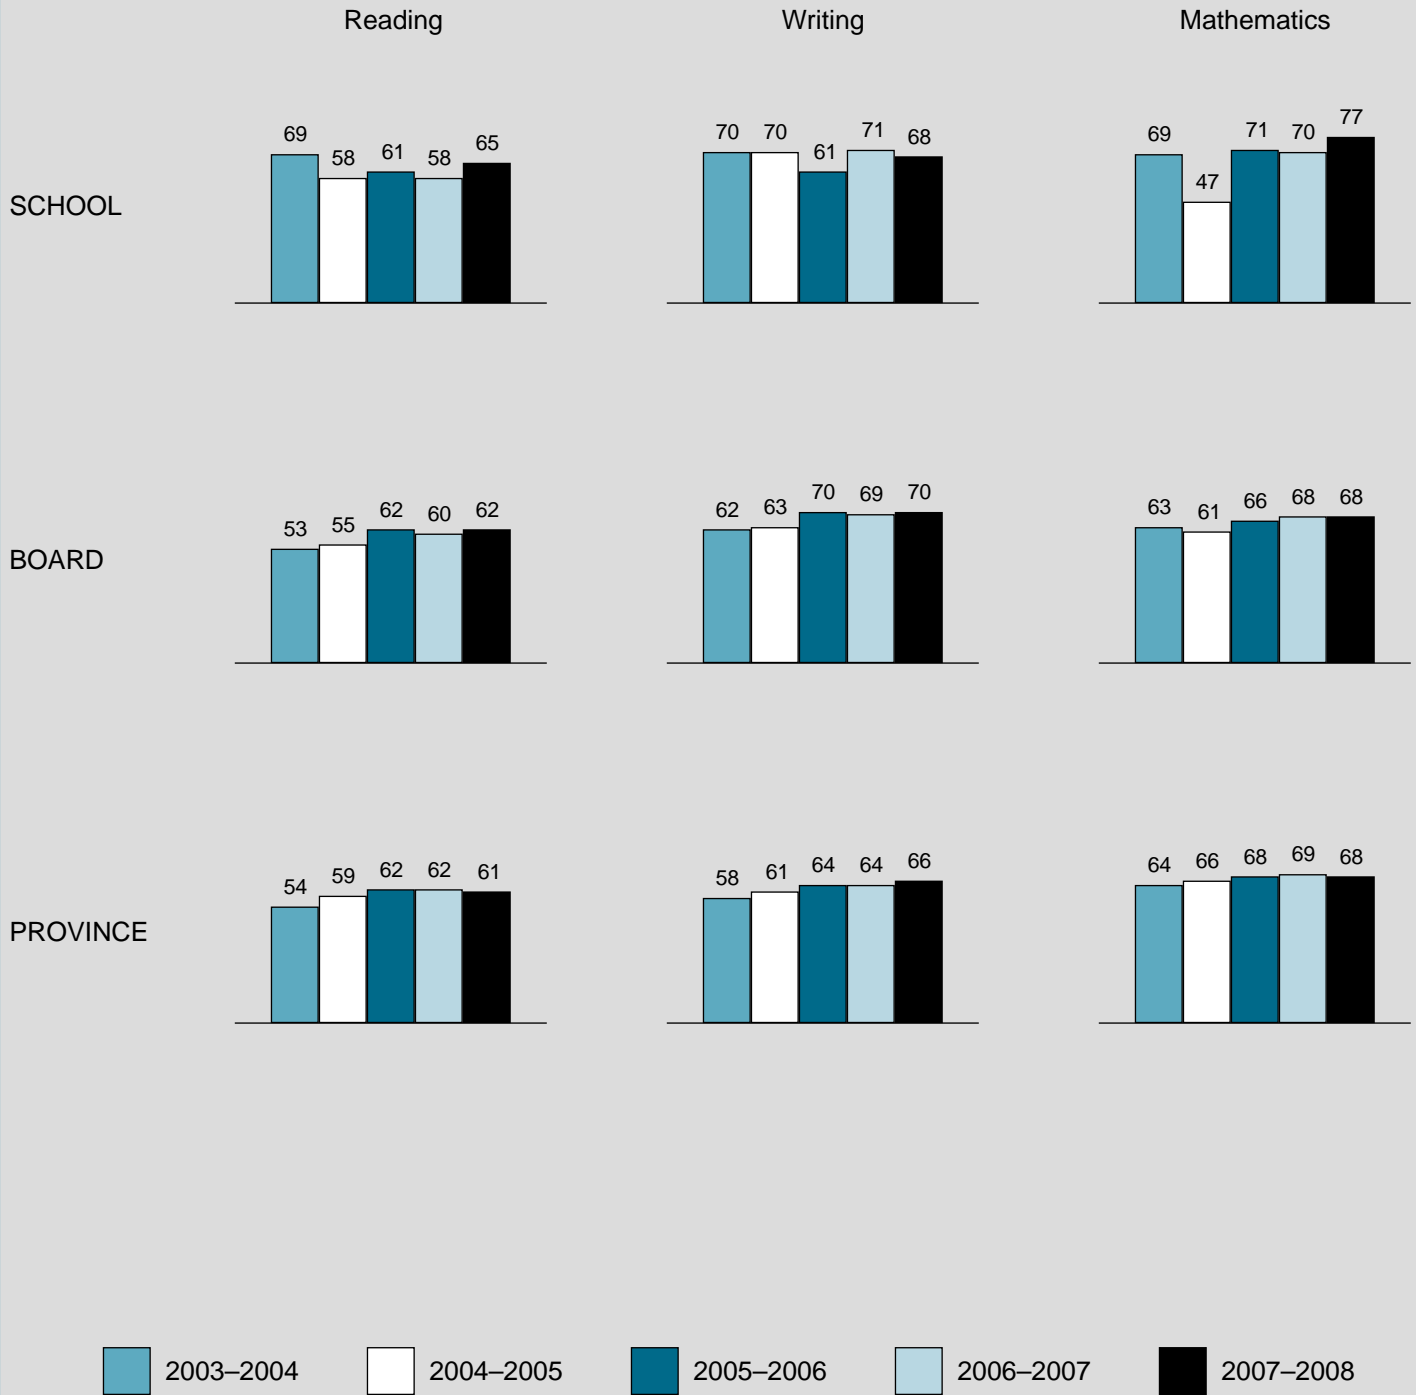 Reading Writing Mathematics
69 58 61 58 65 70 70 61 71 68 69 47 71 70 77
SCHOOL
53 55 62 60 62 62 63 70 69 70 63 61 66 68 68
BOARD
54 59 62 62 61 58 61 64 64 66 64 66 68 69 68
PROVINCE
2003–2004 2004–2005 2005–2006 2006–2007 2007–2008